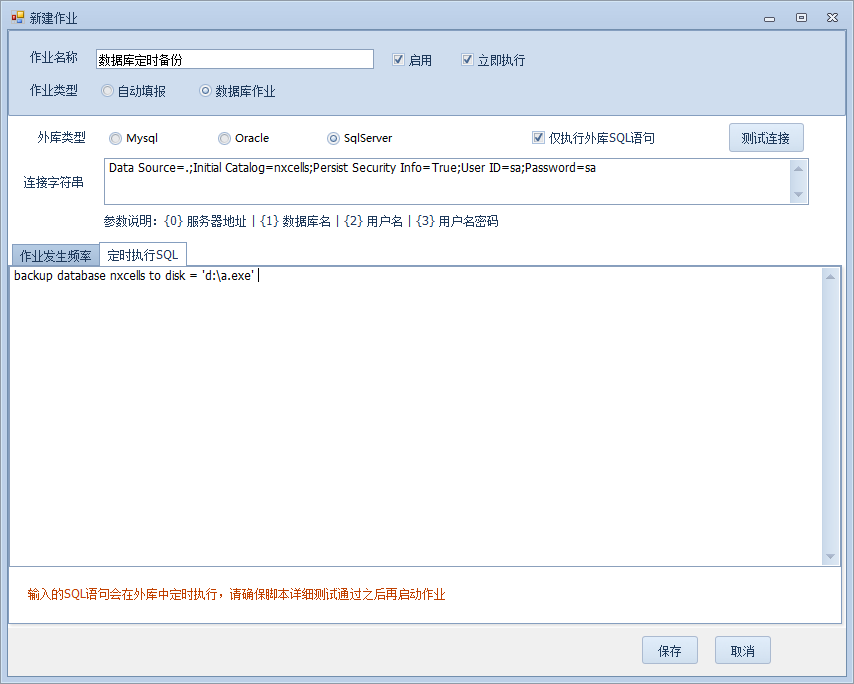 新建作业
作业名称 数据库定时备份 启用 立即执行
作业类型 自动填报 数据库作业
外库类型 Mysql Oracle SqlServer 仅执行外库SQL语句 测试连接
连接字符串 Data Source=.;Initial Catalog=nxcells;Persist Security Info=True;User ID=sa;Password=sa
参数说明：{0} 服务器地址 | {1} 数据库名 | {2} 用户名 | {3} 用户名密码
作业发生频率 定时执行SQL
backup database nxcells to disk = 'd:\a.exe'
输入的SQL语句会在外库中定时执行，请确保脚本详细测试通过之后再启动作业
保存 取消